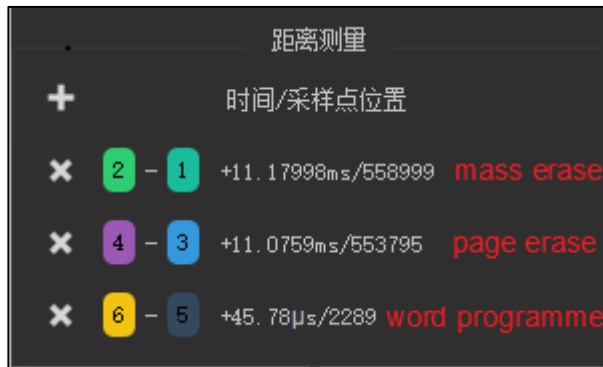 距离测量
时间/采样点位置
2 - 1 +11.17998ms/558999 mass erase
4 - 3 +11.0759ms/553795 page erase
6 - 5 +45.78μs/2289 word programme